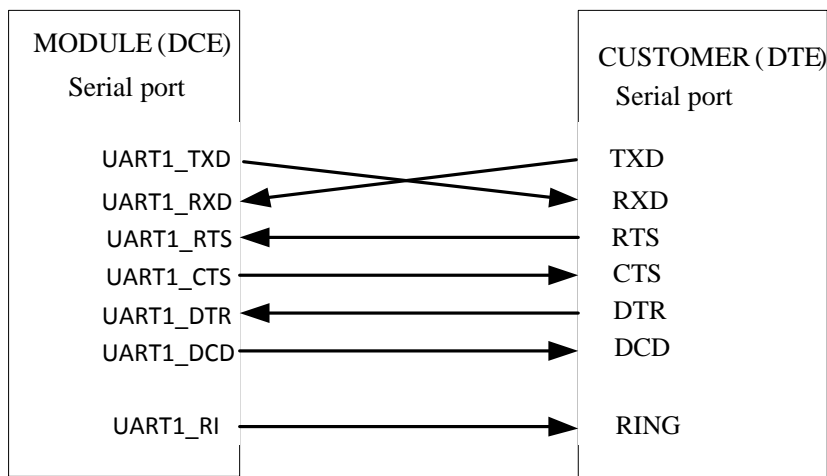 MODULE(DCE)
Serial port
UART1_TXD
UART1_RXD
UART1_RTS
UART1_CTS
UART1_DTR
UART1_DCD
UART1_RI
CUSTOMER(DTE)
Serial port
TXD
RXD
RTS
CTS
DTR
DCD
RING